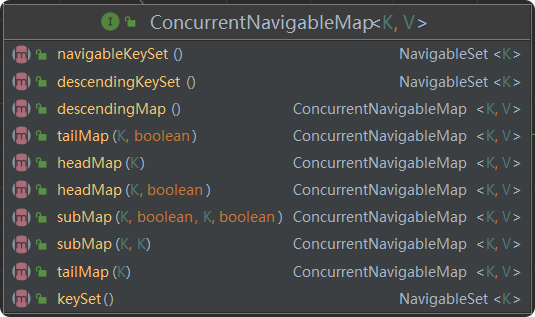 I ConcurrentNavigableMap<K, V>
m navigableKeySet () NavigableSet <K>
m descendingKeySet () NavigableSet <K>
m descendingMap () ConcurrentNavigableMap <K, V>
m tailMap (K, boolean) ConcurrentNavigableMap <K, V>
m headMap (K) ConcurrentNavigableMap <K, V>
m headMap (K, boolean) ConcurrentNavigableMap <K, V>
m subMap (K, boolean, K, boolean) ConcurrentNavigableMap <K, V>
m subMap (K, K) ConcurrentNavigableMap <K, V>
m tailMap (K) ConcurrentNavigableMap <K, V>
m keySet() NavigableSet <K>